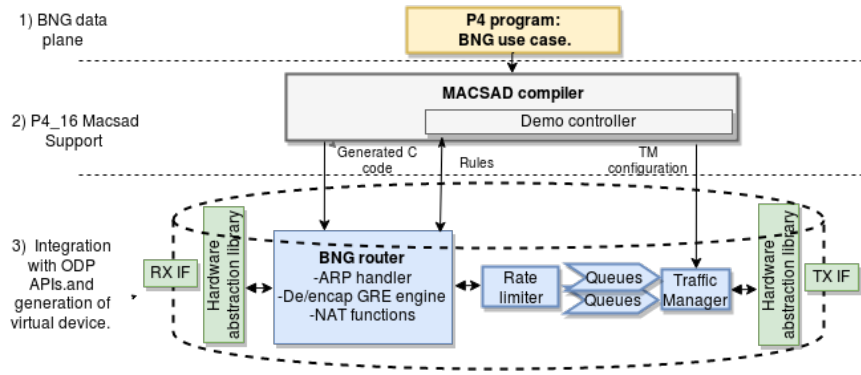 1) BNG data
plane
P4 program:
BNG use case.
MACSAD compiler
Demo controller
2) P4_16 Macsad
Support
Generated C
code
Rules
TM
configuration
3)  Integration
with ODP
APIs.and
generation of
virtual device.
RX IF
Hardware
abstraction library
BNG router
-ARP handler
-De/encap GRE engine
-NAT functions
Rate
limiter
Queues
Queues
Traffic
Manager
Hardware
abstraction library
TX IF